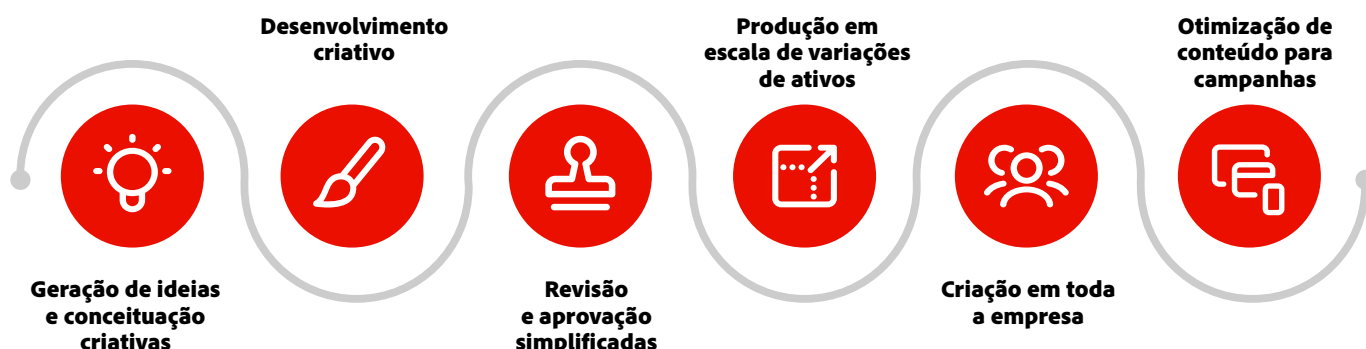 Geração de ideias
e conceituação
criativas
Desenvolvimento
criativo
Revisão
e aprovação
simplificadas
Produção em
escala de variações
de ativos
Criação em toda
a empresa
Otimização de
conteúdo para
campanhas